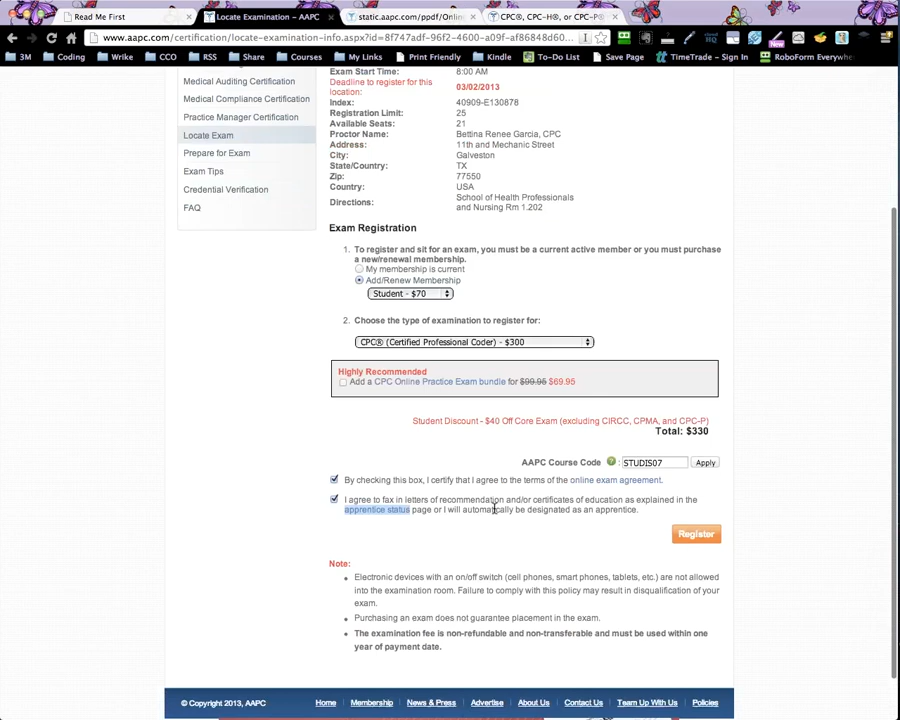 Read Me First
Locate Examination – AAPC
static.aapc.com/ppdf/Onlin
CPC®, CPC-H®, or CPC-P®
www.aapc.com/certification/locate-examination-info.aspx?id=8f747adf-96f2-4600-a09f-af86848d60...
3M Coding Wrike CCO RSS Share Courses My Links Print Friendly Kindle To-Do List Save Page TimeTrade – Sign In RoboForm Everywhe
Medical Auditing Certification
Medical Compliance Certification
Practice Manager Certification
Locate Exam
Prepare for Exam
Exam Tips
Credential Verification
FAQ
Exam Start Time: 8:00 AM
Deadline to register for this location: 03/02/2013
Index: 40909-E130878
Registration Limit: 25
Available Seats: 21
Proctor Name: Bettina Renee Garcia, CPC
Address: 11th and Mechanic Street
City: Galveston
State/Country: TX
Zip: 77550
Country: USA
Directions: School of Health Professionals
and Nursing Rm 1.202
Exam Registration
1. To register and sit for an exam, you must be a current active member or you must purchase
a new/renewal membership.
My membership is current
Add/Renew Membership
Student - $70
2. Choose the type of examination to register for:
CPC® (Certified Professional Coder) - $300
Highly Recommended
Add a CPC Online Practice Exam bundle for $99.95 $69.95
Student Discount - $40 Off Core Exam (excluding CIRCC, CPMA, and CPC-P)
Total: $330
AAPC Course Code : STUDIS07 Apply
By checking this box, I certify that I agree to the terms of the online exam agreement.
I agree to fax in letters of recommendation and/or certificates of education as explained in the
apprentice status page or I will automatically be designated as an apprentice.
Register
Note:
Electronic devices with an on/off switch (cell phones, smart phones, tablets, etc.) are not allowed
into the examination room. Failure to comply with this policy may result in disqualification of your
exam.
Purchasing an exam does not guarantee placement in the exam.
The examination fee is non-refundable and non-transferable and must be used within one
year of payment date.
© Copyright 2013, AAPC Home Membership News & Press Advertise About Us Contact Us Team Up With Us Policies